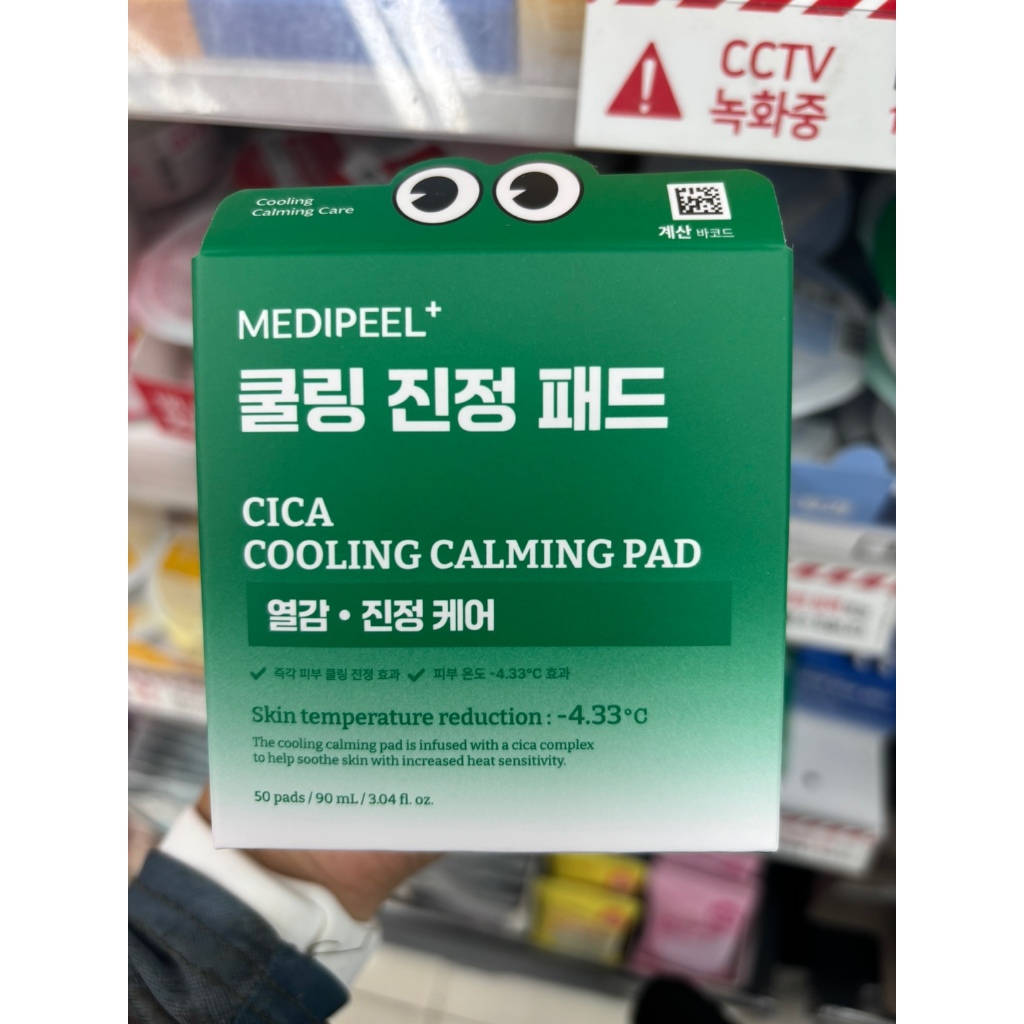 CCTV
녹화중
Cooling
Calming Care
계산 바코드
MEDIPEEL+
쿨링 진정 패드
CICA
COOLING CALMING PAD
열감 • 진정 케어
✓ 즉각 피부 쿨링 진정 효과 ✓ 피부 온도 -4.33°C 효과
Skin temperature reduction : -4.33°C
The cooling calming pad is infused with a cica complex
to help soothe skin with increased heat sensitivity.
50 pads / 90 mL / 3.04 fl. oz.